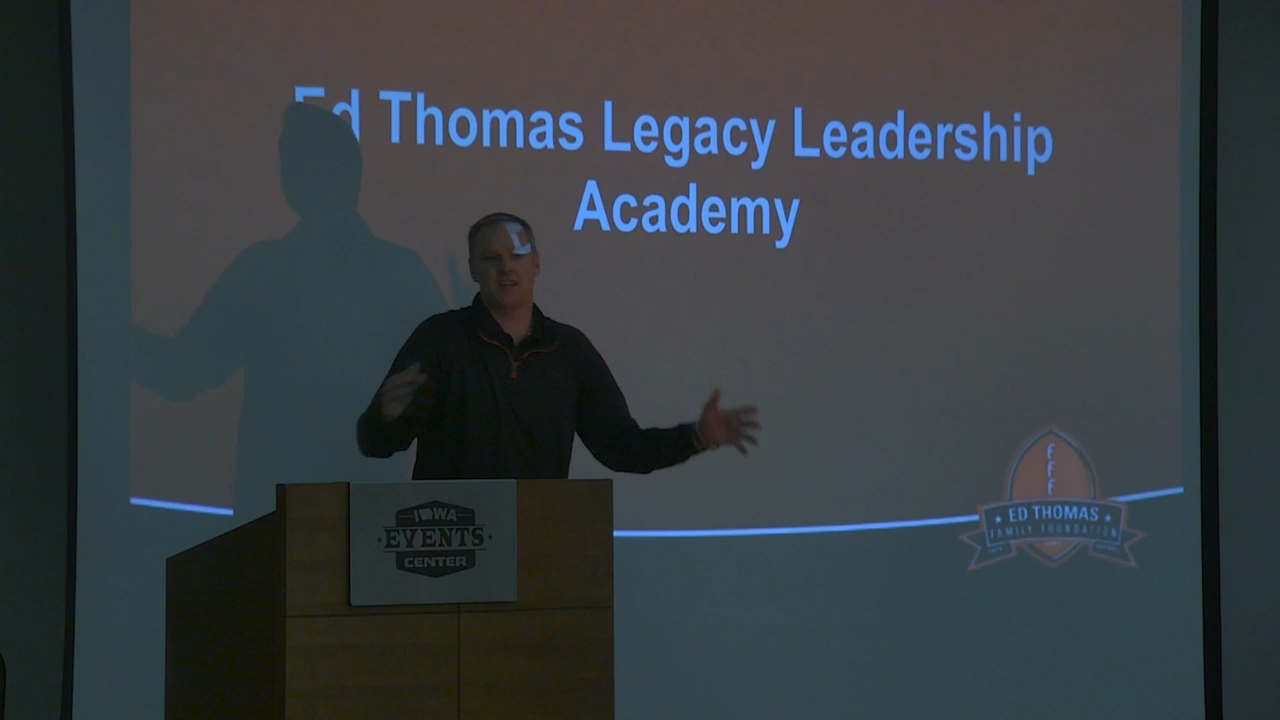 Ed Thomas Legacy Leadership
Academy
F
F
F
ED THOMAS
FAMILY FOUNDATION
IOWA
EVENTS
CENTER